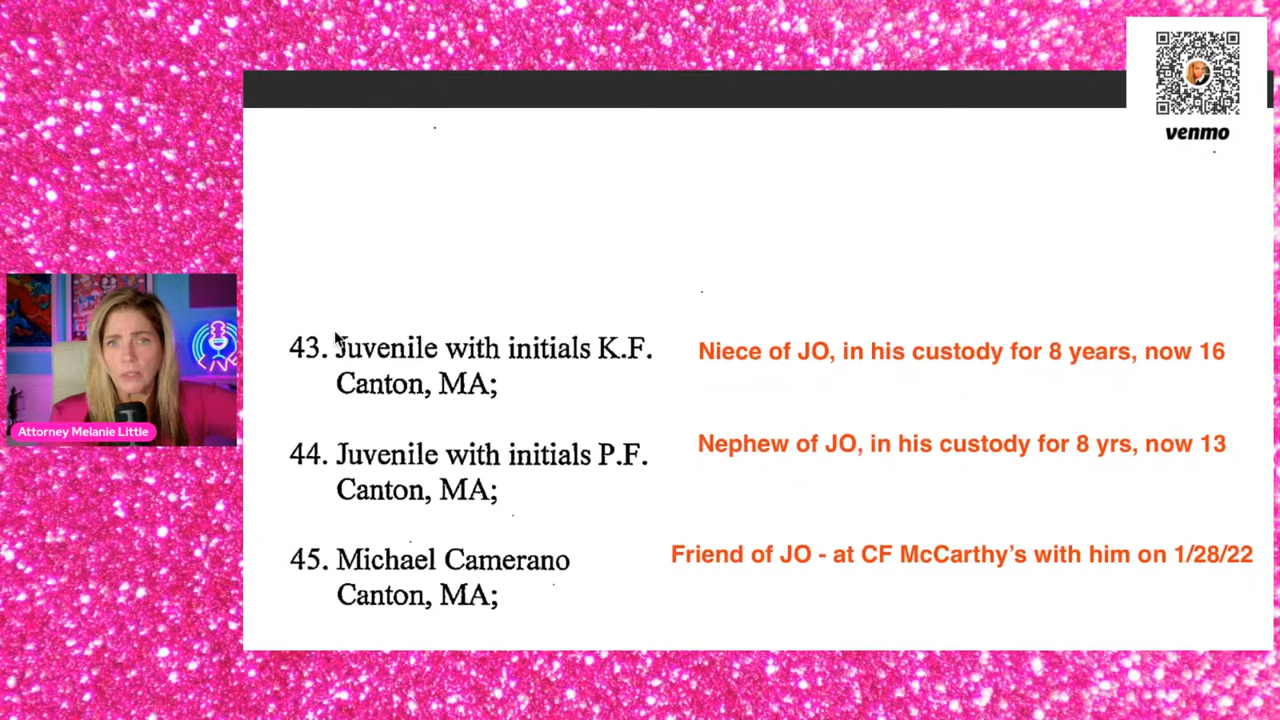 venmo
43. Juvenile with initials K.F.
Niece of JO, in his custody for 8 years, now 16
Canton, MA;
44. Juvenile with initials P.F.
Nephew of JO, in his custody for 8 yrs, now 13
Canton, MA;
45. Michael Camerano
Friend of JO - at CF McCarthy’s with him on 1/28/22
Canton, MA;
Attorney Melanie Little